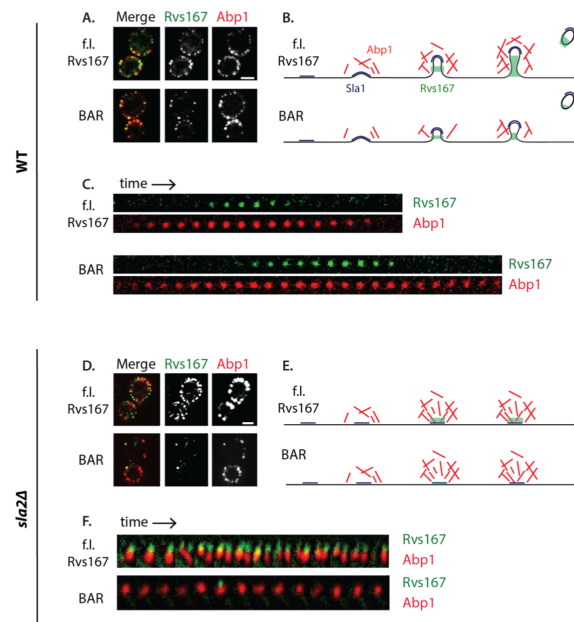 A.
Merge Rvs167 Abp1
f.l.
Rvs167
BAR
B.
f.l.
Rvs167
Abp1
Sla1
Rvs167
BAR
WT
C.
time
f.l.
Rvs167
Rvs167
Abp1
BAR
Rvs167
Abp1
D.
Merge Rvs167 Abp1
f.l.
Rvs167
BAR
E.
f.l.
Rvs167
BAR
sla2Δ
F.
time
f.l.
Rvs167
Rvs167
Abp1
BAR
Rvs167
Abp1